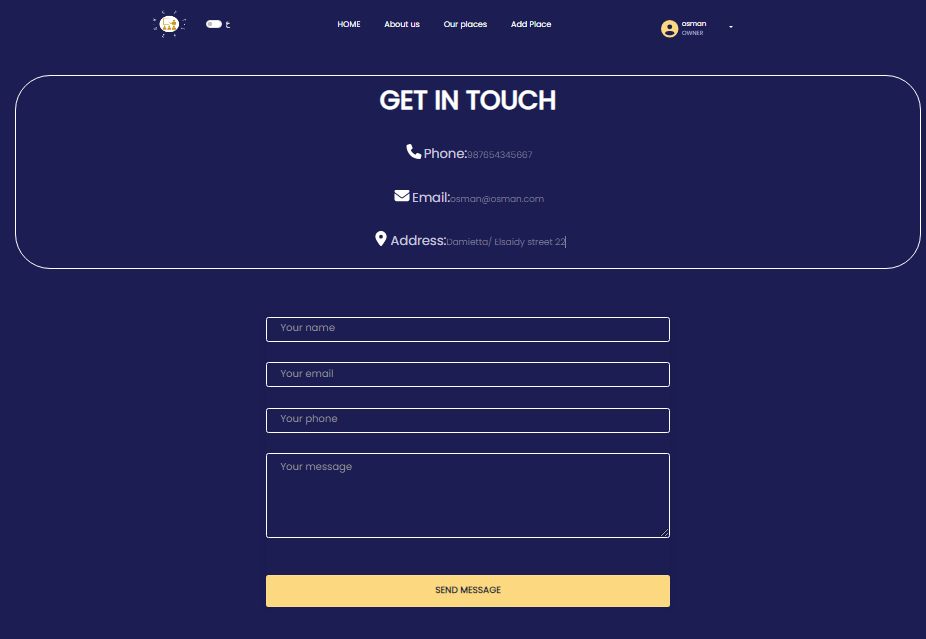 ع
HOME About us Our places Add Place
osman
OWNER
GET IN TOUCH
Phone:987654345667
Email:osman@osman.com
Address:Damietta/ Elsaidy street 22
Your name
Your email
Your phone
Your message
SEND MESSAGE